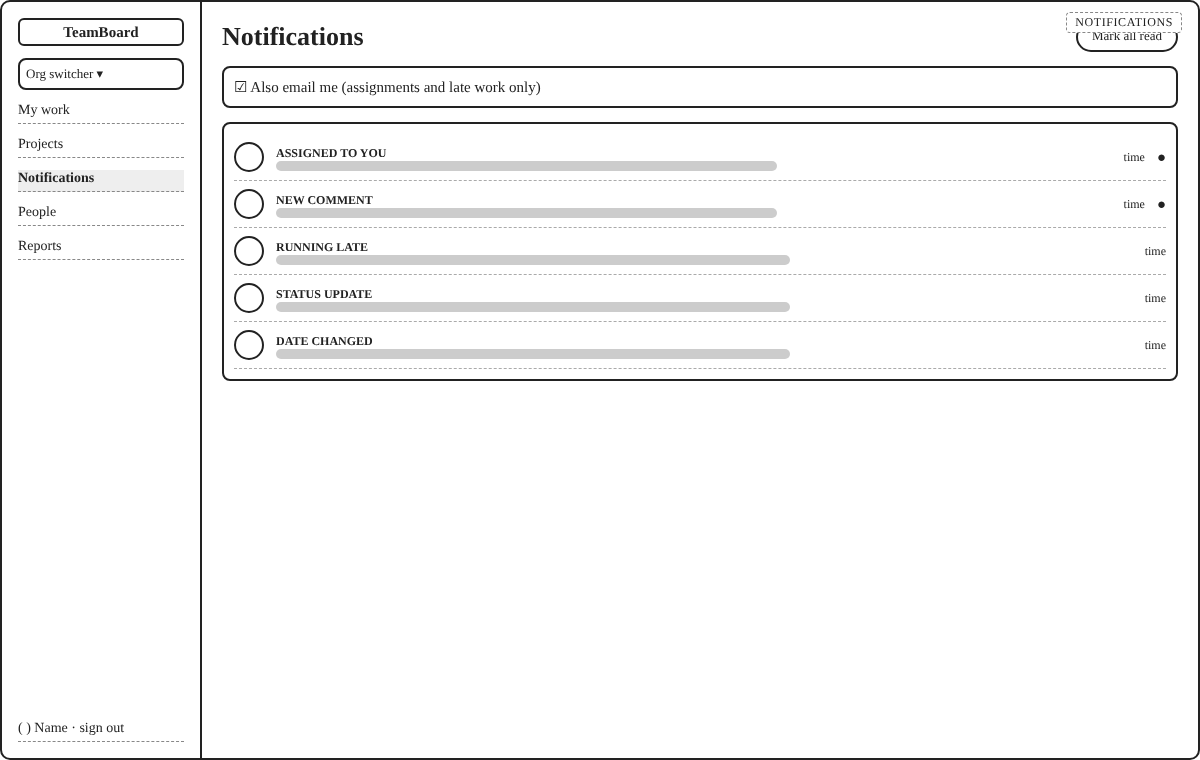 TeamBoard
Org switcher ▾
My work
Projects
Notifications
People
Reports
( ) Name · sign out
NOTIFICATIONS
Notifications
Mark all read
☑ Also email me (assignments and late work only)
ASSIGNED TO YOU
time ●
NEW COMMENT
time ●
RUNNING LATE
time
STATUS UPDATE
time
DATE CHANGED
time